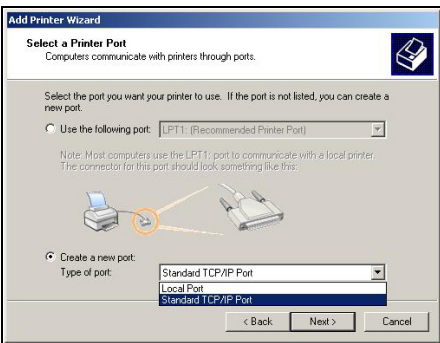 Add Printer Wizard
Select a Printer Port
Computers communicate with printers through ports.
Select the port you want your printer to use. If the port is not listed, you can create a
new port.
Use the following port: LPT1: (Recommended Printer Port)
Note: Most computers use the LPT1: port to communicate with a local printer.
The connector for this port should look something like this:
Create a new port:
Type of port: Standard TCP/IP Port
Local Port
Standard TCP/IP Port
< Back Next > Cancel